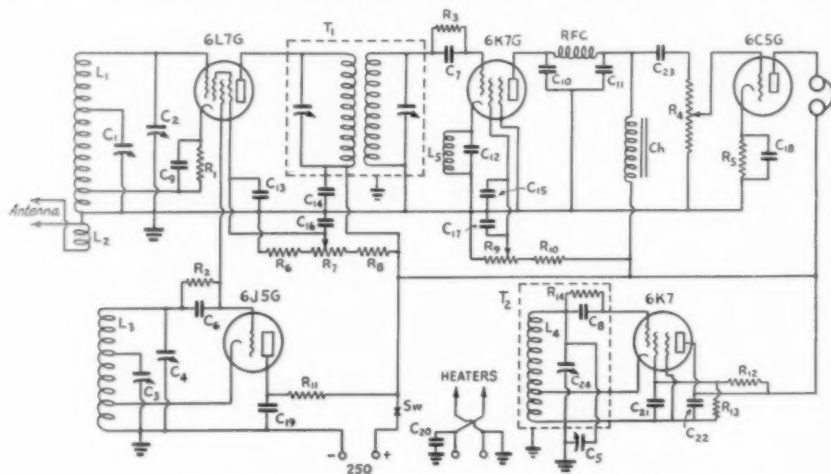 6L7G
T1
R3
6K7G
RFC
6C5G
L1
C7
C10
C11
C23
C1
C2
R4
C9
R1
L5
C12
Ch
R5
C18
C13
C14
C15
Antenna
L2
C16
C17
R6
R7
R8
R9
R10
R2
6J5G
T2
R14
6K7
L3
C6
L4
C8
C3
C4
R11
HEATERS
C24
R12
C19
Sw
C20
C21
R13
C22
C5
- +
250